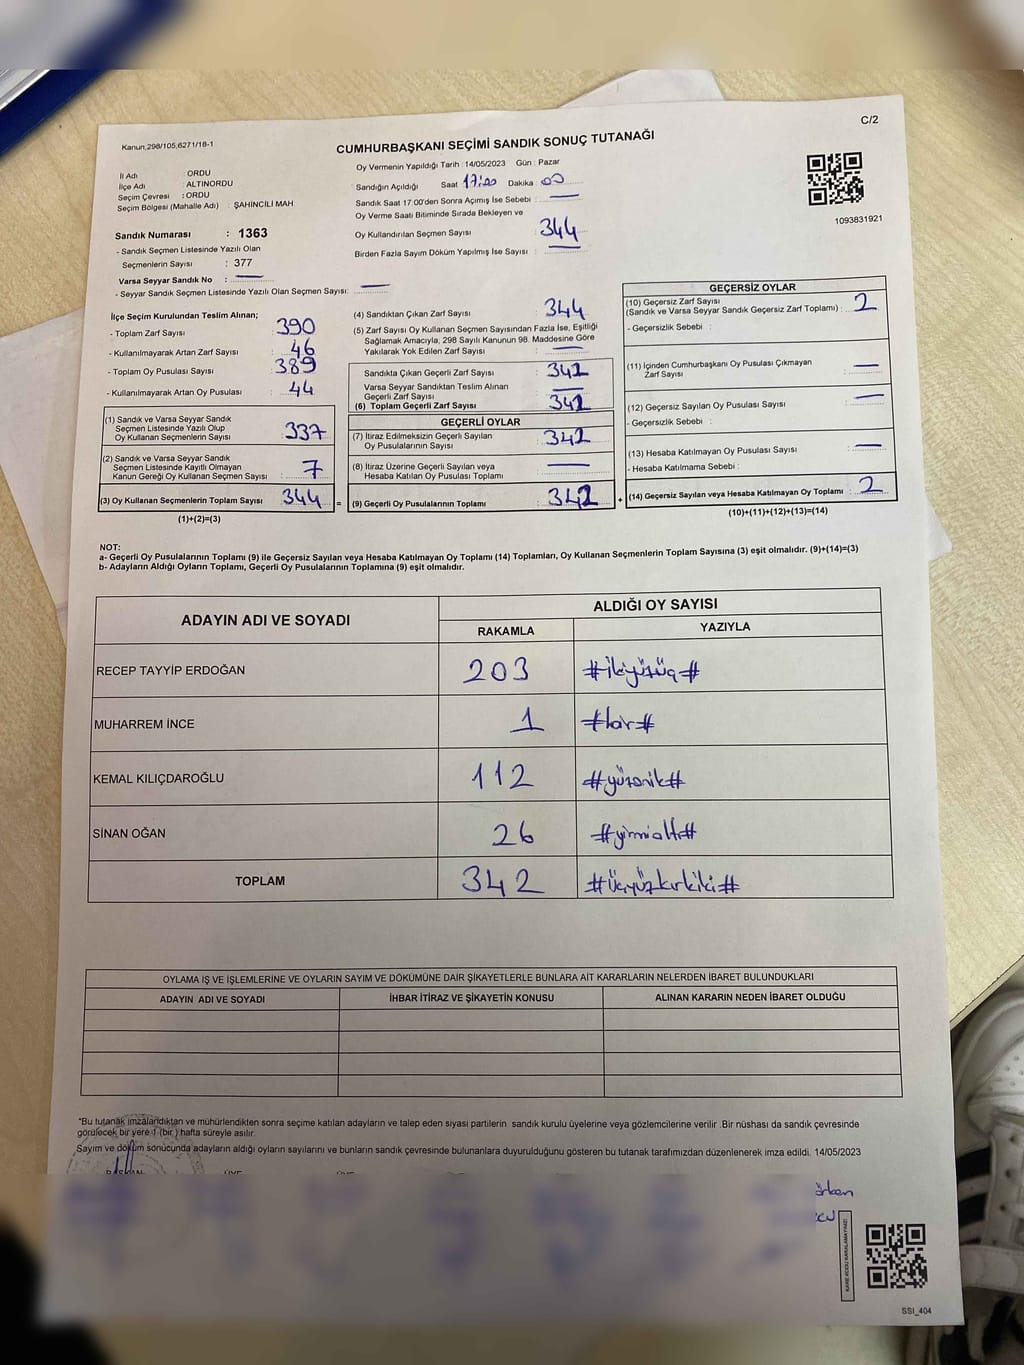 C/2
Kanun,298/105,6271/18-1
CUMHURBAŞKANI SEÇİMİ SANDIK SONUÇ TUTANAĞI
İl Adı : ORDU
İlçe Adı : ALTINORDU
Seçim Çevresi : ORDU
Seçim Bölgesi (Mahalle Adı) : ŞAHİNCİLİ MAH.
Oy Vermenin Yapıldığı Tarih : 14/05/2023 Gün : Pazar
Sandığın Açıldığı Saat 17:00 Dakika : 00
Sandık Saat 17:00'den Sonra Açımış İse Sebebi : —
Oy Verme Saati Bitiminde Sırada Bekleyen ve
Oy Kullandırılan Seçmen Sayısı : 344
Birden Fazla Sayım Döküm Yapılmış İse Sayısı : —
1093831921
Sandık Numarası : 1363
- Sandık Seçmen Listesinde Yazılı Olan
Seçmenlerin Sayısı : 377
Varsa Seyyar Sandık No : —
- Seyyar Sandık Seçmen Listesinde Yazılı Olan Seçmen Sayısı: —
İlçe Seçim Kurulundan Teslim Alınan;
- Toplam Zarf Sayısı : 390
- Kullanılmayarak Artan Zarf Sayısı : 46
- Toplam Oy Pusulası Sayısı : 389
- Kullanılmayarak Artan Oy Pusulası : 44
(1) Sandık ve Varsa Seyyar Sandık
Seçmen Listesinde Yazılı Olup
Oy Kullanan Seçmenlerin Sayısı : 337
(2) Sandık ve Varsa Seyyar Sandık
Seçmen Listesinde Kayıtlı Olmayan
Kanun Gereği Oy Kullanan Seçmen Sayısı : 7
(3) Oy Kullanan Seçmenlerin Toplam Sayısı : 344 =
(1)+(2)=(3)
(4) Sandıktan Çıkan Zarf Sayısı : 344
(5) Zarf Sayısı Oy Kullanan Seçmen Sayısından Fazla İse, Eşitliği
Sağlamak Amacıyla, 298 Sayılı Kanunun 98. Maddesine Göre
Yakılarak Yok Edilen Zarf Sayısı : —
Sandıkta Çıkan Geçerli Zarf Sayısı : 342
Varsa Seyyar Sandıktan Teslim Alınan
Geçerli Zarf Sayısı : —
(6) Toplam Geçerli Zarf Sayısı : 342
GEÇERLİ OYLAR
(7) İtiraz Edilmeksizin Geçerli Sayılan
Oy Pusulasının Sayısı : 342
(8) İtiraz Üzerine Geçerli Sayılan veya
Hesaba Katılan Oy Pusulası Toplamı : —
(9) Geçerli Oy Pusulalarının Toplamı : 342 +
GEÇERSİZ OYLAR
(10) Geçersiz Zarf Sayısı
(Sandık ve Varsa Seyyar Sandık Geçersiz Zarf Toplamı) : 2
- Geçersizlik Sebebi :
(11) İçinden Cumhurbaşkanı Oy Pusulası Çıkmayan
Zarf Sayısı : —
(12) Geçersiz Sayılan Oy Pusulası Sayısı : —
- Geçersizlik Sebebi :
(13) Hesaba Katılmayan Oy Pusulası Sayısı : —
- Hesaba Katılmama Sebebi :
(14) Geçersiz Sayılan veya Hesaba Katılmayan Oy Toplamı : 2
(10)+(11)+(12)+(13)=(14)
NOT:
a- Geçerli Oy Pusulalarının Toplamı (9) ile Geçersiz Sayılan veya Hesaba Katılmayan Oy Toplamı (14) Toplamları, Oy Kullanan Seçmenlerin Toplam Sayısına (3) eşit olmalıdır. (9)+(14)=(3)
b- Adayların Aldığı Oyların Toplamı, Geçerli Oy Pusulalarının Toplamına (9) eşit olmalıdır.
ADAYIN ADI VE SOYADI ALDIĞI OY SAYISI
RAKAMLA YAZIYLA
RECEP TAYYİP ERDOĞAN 203 #ikiyüzüç#
MUHARREM İNCE 1 #bir#
KEMAL KILIÇDAROĞLU 112 #yüzonik#
SİNAN OĞAN 26 #yirmialtı#
TOPLAM 342 #üçyüzkırkiki#
OYLAMA İŞ VE İŞLEMLERİNE VE OYLARIN SAYIM VE DÖKÜMÜNE DAİR ŞİKAYETLERLE BUNLARA AİT KARARLARIN NELERDEN İBARET BULUNDUKLARI
ADAYIN ADI VE SOYADI İHBAR İTİRAZ VE ŞİKAYETİN KONUSU ALINAN KARARIN NEDEN İBARET OLDUĞU
"Bu tutanak imzalandıktan ve mühürlendikten sonra seçime katılan adayların ve talep eden siyasi partilerin sandık kurulu üyelerine veya gözlemcilerine verilir .Bir nüshası da sandık çevresinde
görülecek bir yere 1 (bir ) hafta süreyle asılır.
Sayım ve döküm sonucunda adayların aldığı oyların sayılarını ve bunların sandık çevresinde bulunanlara duyurulduğunu gösteren bu tutanak tarafımızdan düzenlenerek imza edildi. 14/05/2023
BAŞKAN ÜYE ÜYE
SSI_404